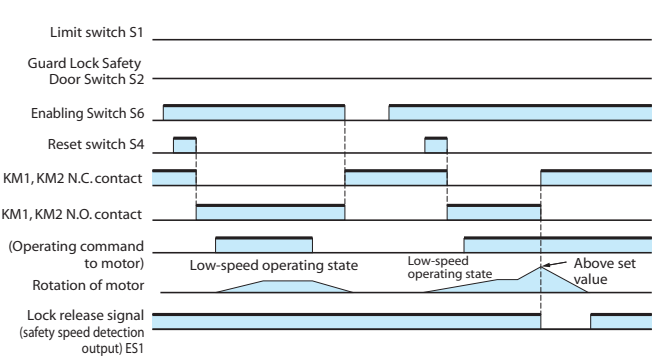 Limit switch S1
Guard Lock Safety
Door Switch S2
Enabling Switch S6
Reset switch S4
KM1, KM2 N.C. contact
KM1, KM2 N.O. contact
(Operating command
to motor)
Low-speed operating state
Low-speed
operating state
Above set
value
Rotation of motor
Lock release signal
(safety speed detection
output) ES1